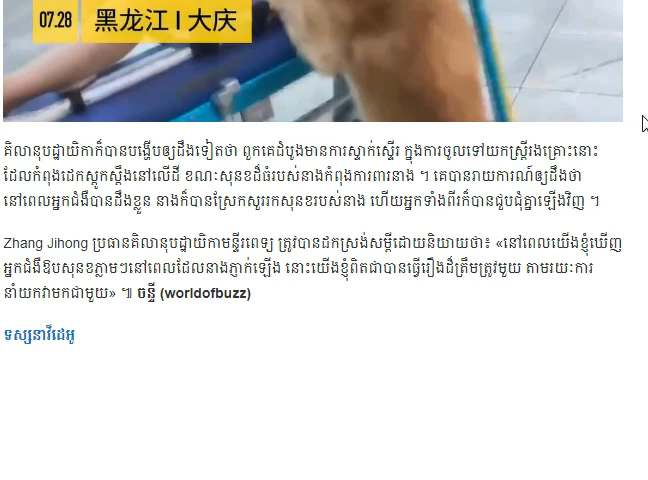 07.28 黑龙江 | 大庆
គិលានុបដ្ឋាយិកាក៏បានបង្ហើបឲ្យដឹងទៀតថា ពួកគេដំបូងមានការស្ទាក់ស្ទើរ ក្នុងការចូលទៅយកស្ត្រីរងគ្រោះនោះ
ដែលកំពុងដេកស្តូកស្តឹងនៅលើដី ខណៈសុនខដ៏ធំរបស់នាងកំពុងការពារនាង ។ គេបានរាយការណ៍ឲ្យដឹងថា
នៅពេលអ្នកជំងឺបានដឹងខ្លួន នាងក៏បានស្រែកសួររកសុនខរបស់នាង ហើយអ្នកទាំងពីរក៏បានជួបជុំគ្នាឡើងវិញ ។
Zhang Jihong ប្រធានគិលានុបដ្ឋាយិកាមន្ទីរពេទ្យ ត្រូវបានដកស្រង់សម្តីដោយនិយាយថា៖ «នៅពេលយើងខ្ញុំឃើញ
អ្នកជំងឺឱបសុនខភ្លាមៗនៅពេលដែលនាងភ្ញាក់ឡើង នោះយើងខ្ញុំពិតជាបានធ្វើរឿងដ៏ត្រឹមត្រូវមួយ តាមរយៈការ
នាំយកវាមកជាមួយ» ៕ ចន្ទី (worldofbuzz)
ទស្សនាវីដេអូ